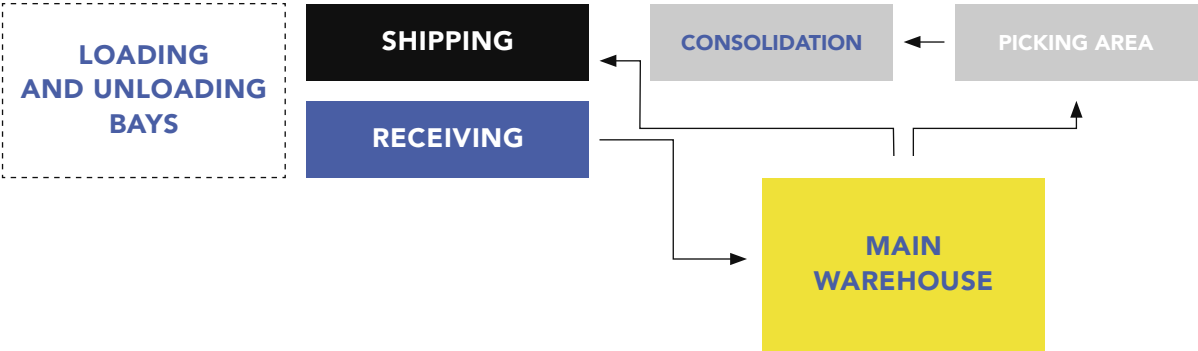 LOADING
AND UNLOADING
BAYS
SHIPPING
RECEIVING
CONSOLIDATION
PICKING AREA
MAIN
WAREHOUSE